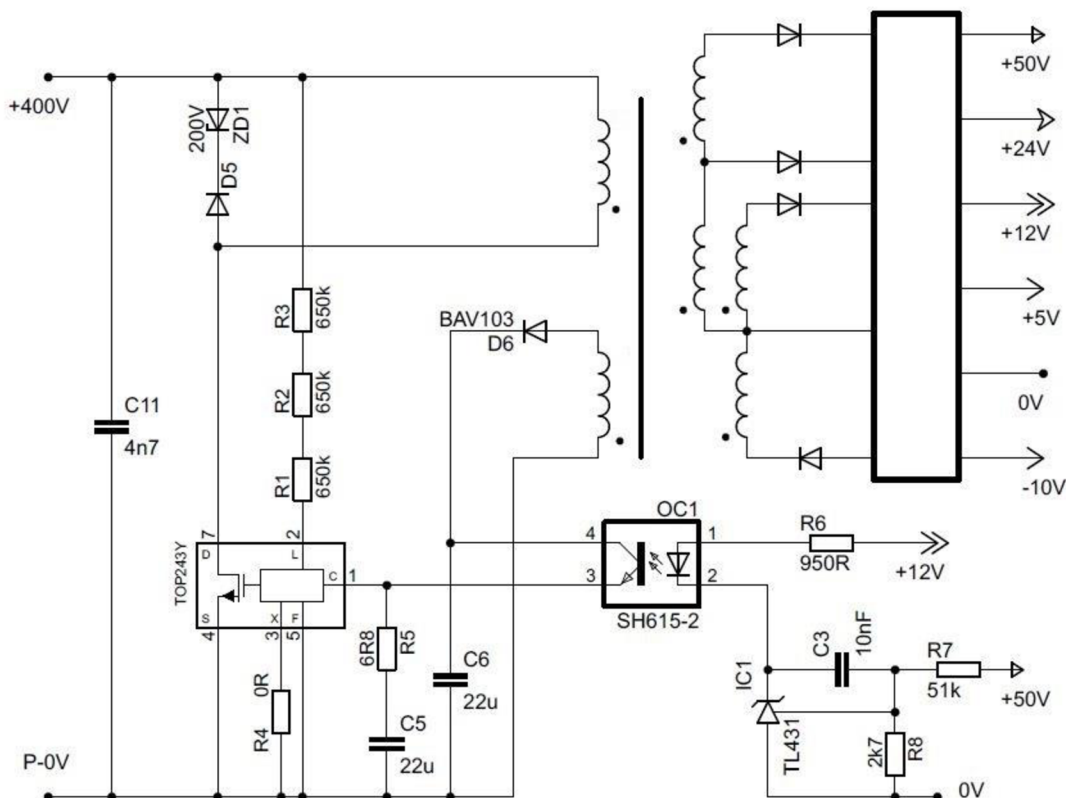 +400V
200V
ZD1
D5
R3
650k
R2
650k
R1
650k
C11
4n7
BAV103
D6
+50V
+24V
+12V
+5V
0V
-10V
TOP243Y
7
2
D
L
C
1
S
X
F
4
3
5
0R
R4
6R8
R5
C6
22u
C5
22u
P-0V
OC1
4
1
3
2
SH615-2
R6
950R
+12V
C3
10nF
R7
51k
+50V
IC1
TL431
2k7
R8
0V